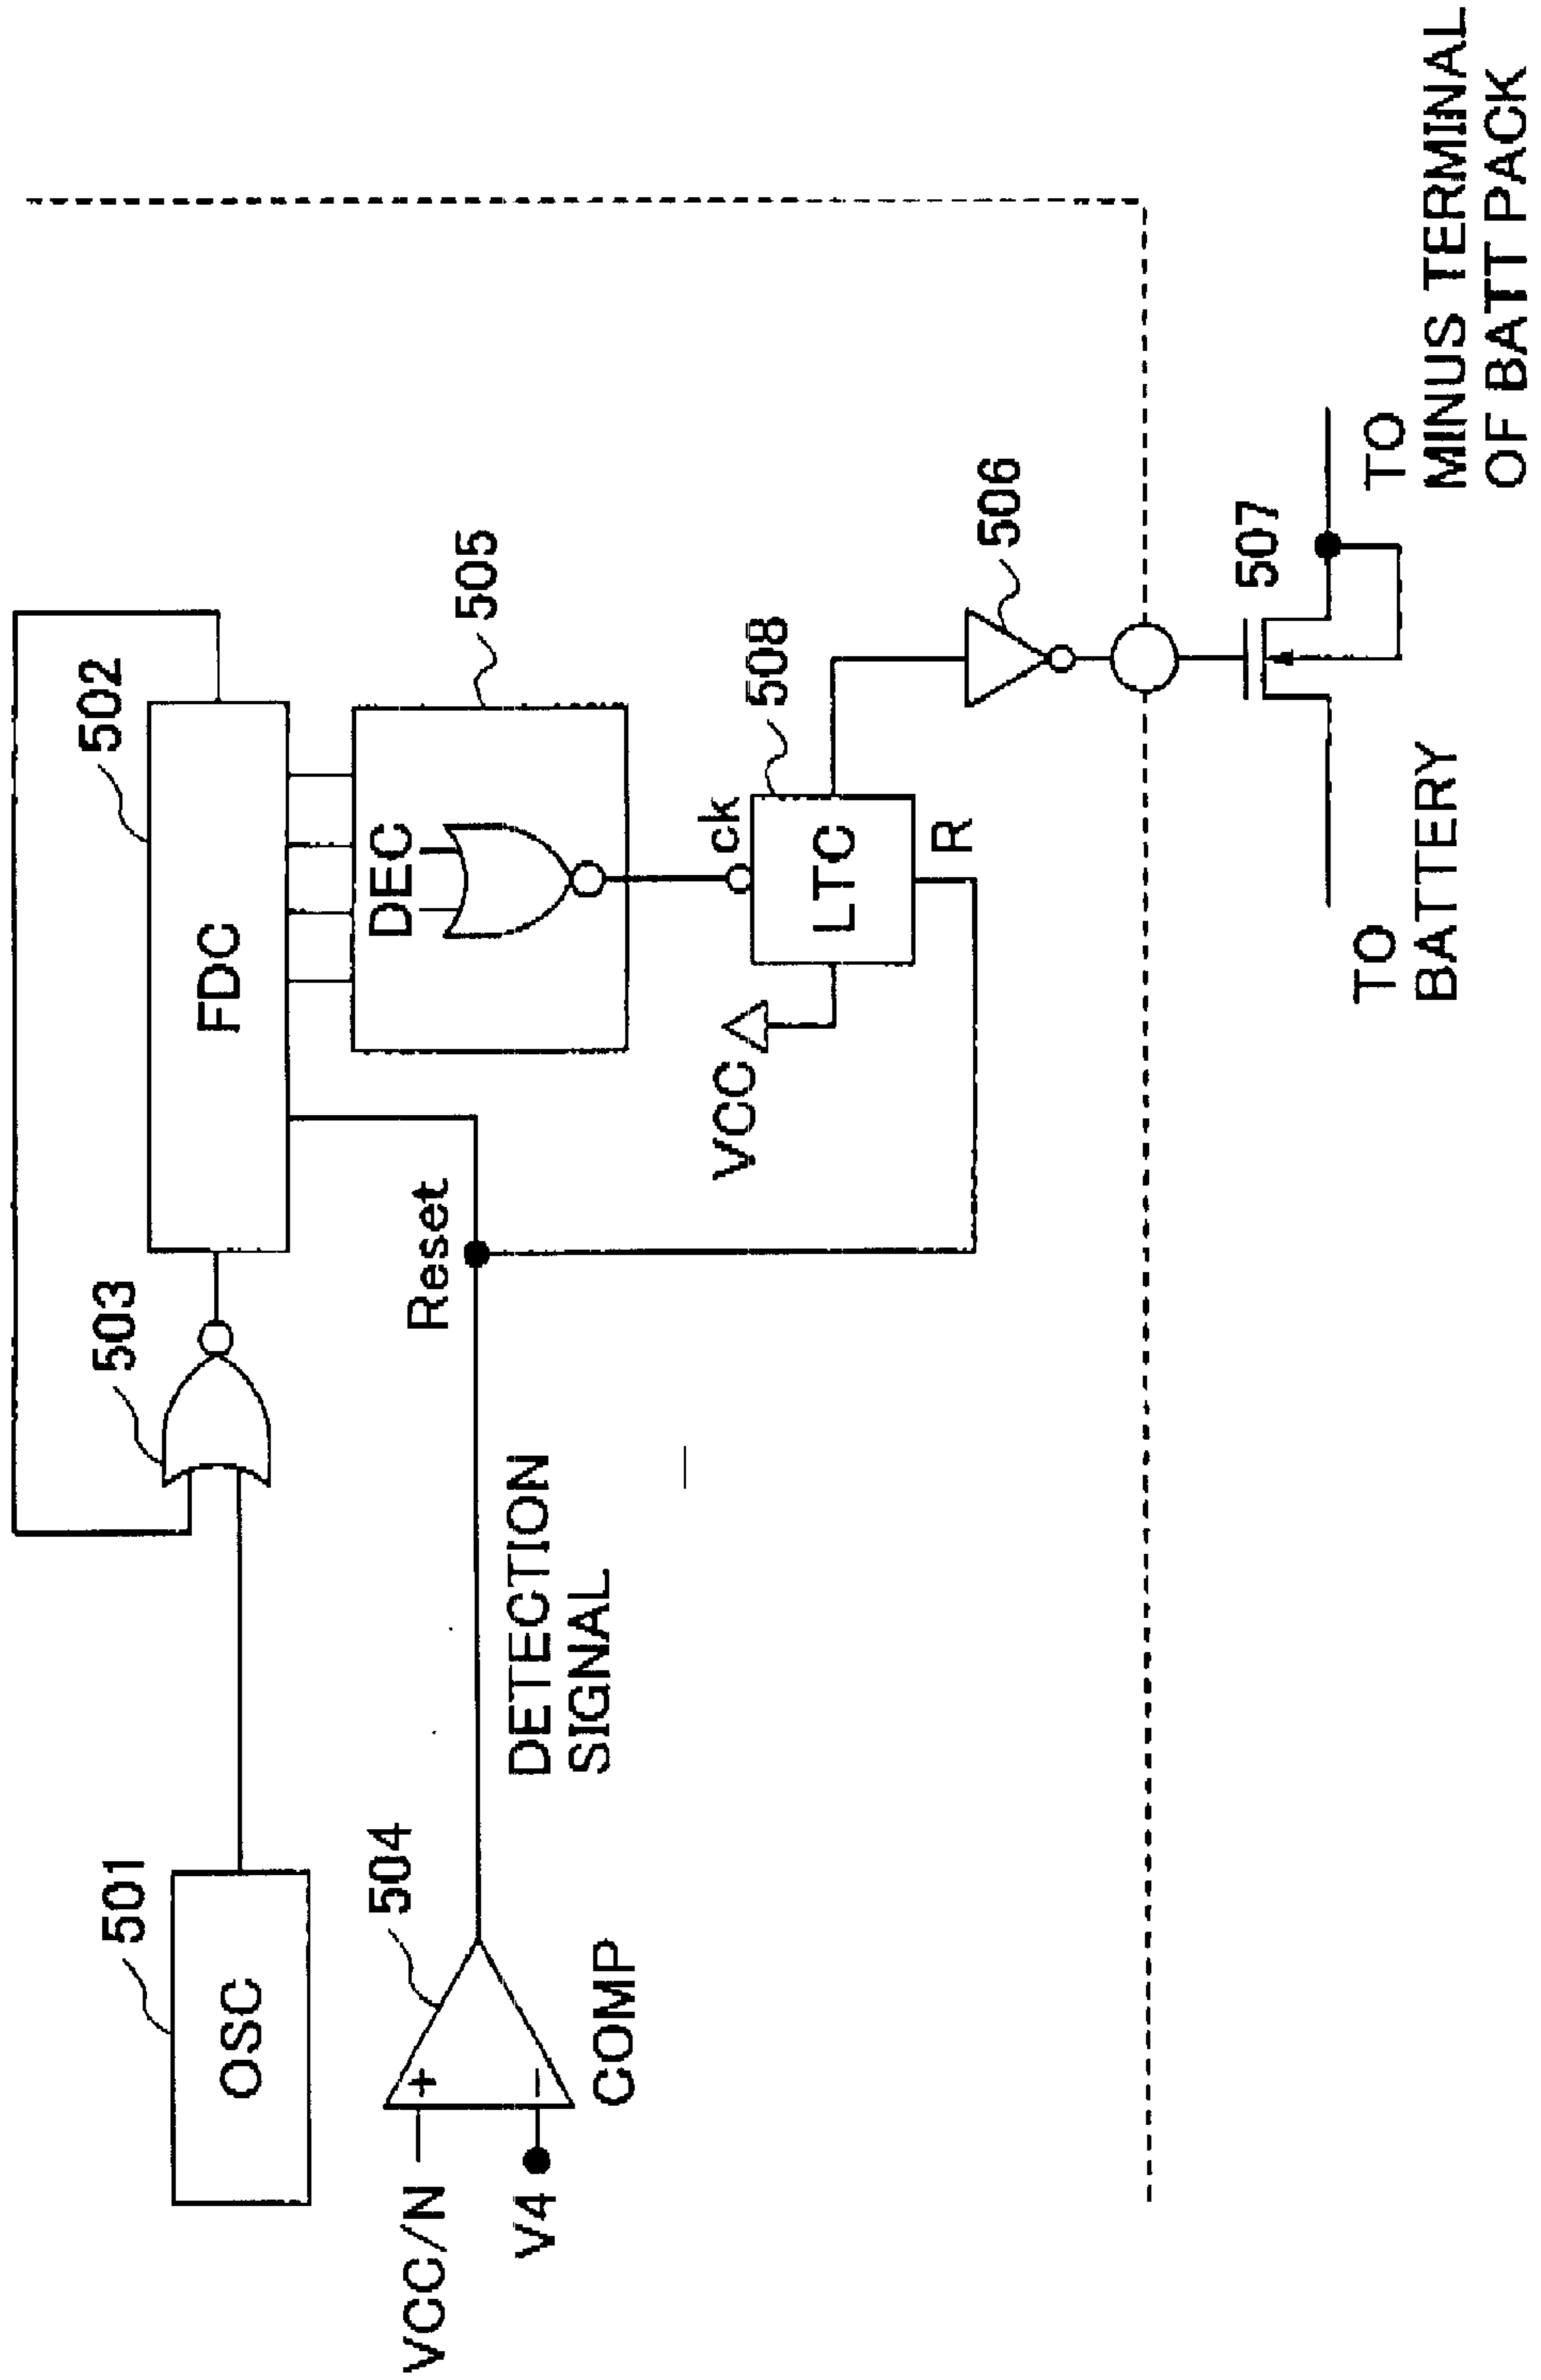 501
OSC
503
502
FDC
VCC/N
+
−
V4
504
COMP
DETECTION
SIGNAL
Reset
DEC
505
ck
VCC
LTC
508
R
506
507
TO
BATTERY
TO
MINUS TERMINAL
OF BATT PACK